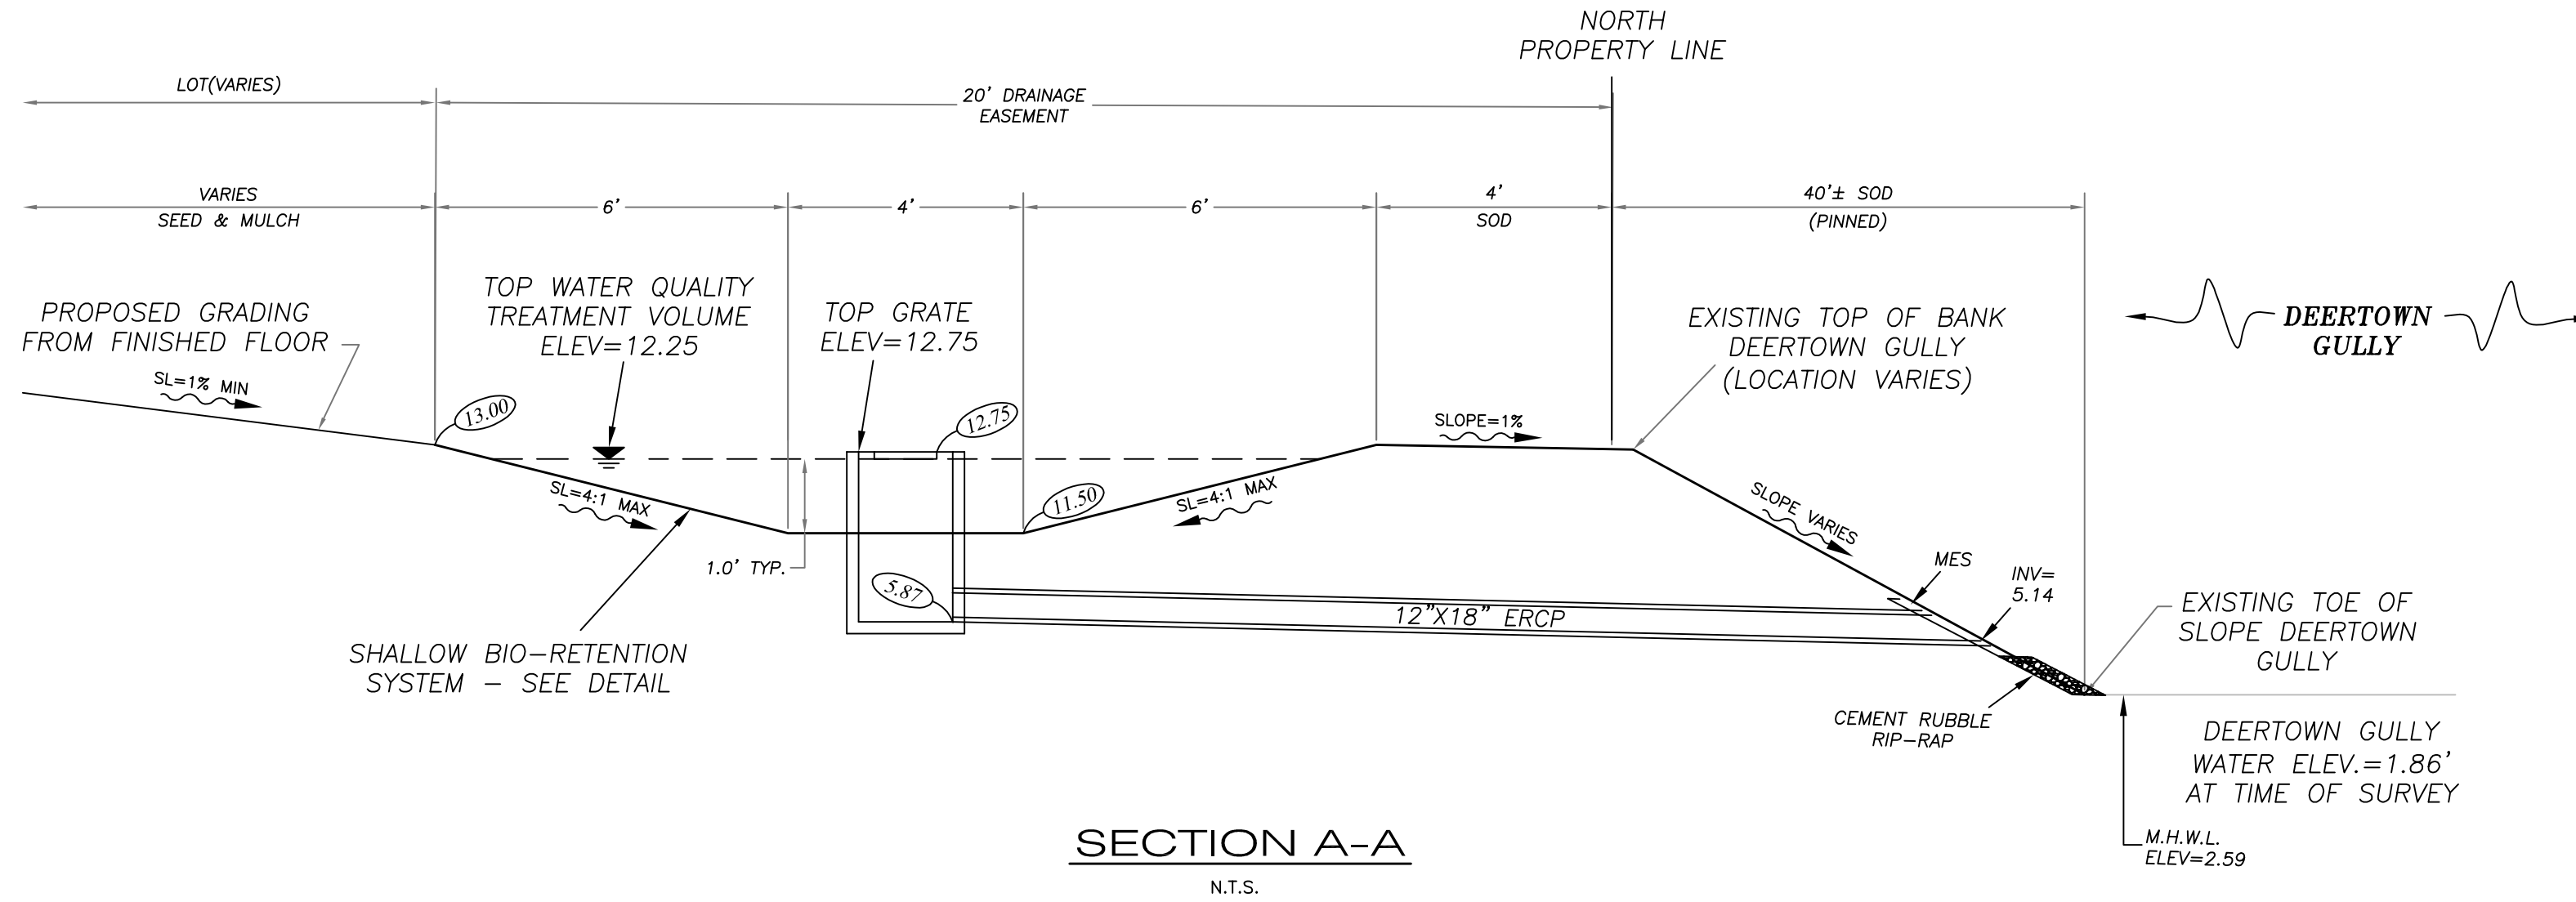 NORTH
PROPERTY LINE
LOT(VARIES)
20' DRAINAGE
EASEMENT
VARIES
SEED & MULCH
6'
4'
6'
4'
SOD
40'± SOD
(PINNED)
PROPOSED GRADING
FROM FINISHED FLOOR
SL=1% MIN
13.00
TOP WATER QUALITY
TREATMENT VOLUME
ELEV=12.25
TOP GRATE
ELEV=12.75
12.75
SLOPE=1%
EXISTING TOP OF BANK
DEERTOWN GULLY
(LOCATION VARIES)
DEERTOWN
GULLY
SL=4:1 MAX
11.50
SL=4:1 MAX
SLOPE VARIES
1.0' TYP.
5.87
12"X18" ERCP
MES
INV=
5.14
EXISTING TOE OF
SLOPE DEERTOWN
GULLY
SHALLOW BIO-RETENTION
SYSTEM - SEE DETAIL
CEMENT RUBBLE
RIP-RAP
DEERTOWN GULLY
WATER ELEV.=1.86'
AT TIME OF SURVEY
M.H.W.L.
ELEV=2.59
SECTION A-A
N.T.S.